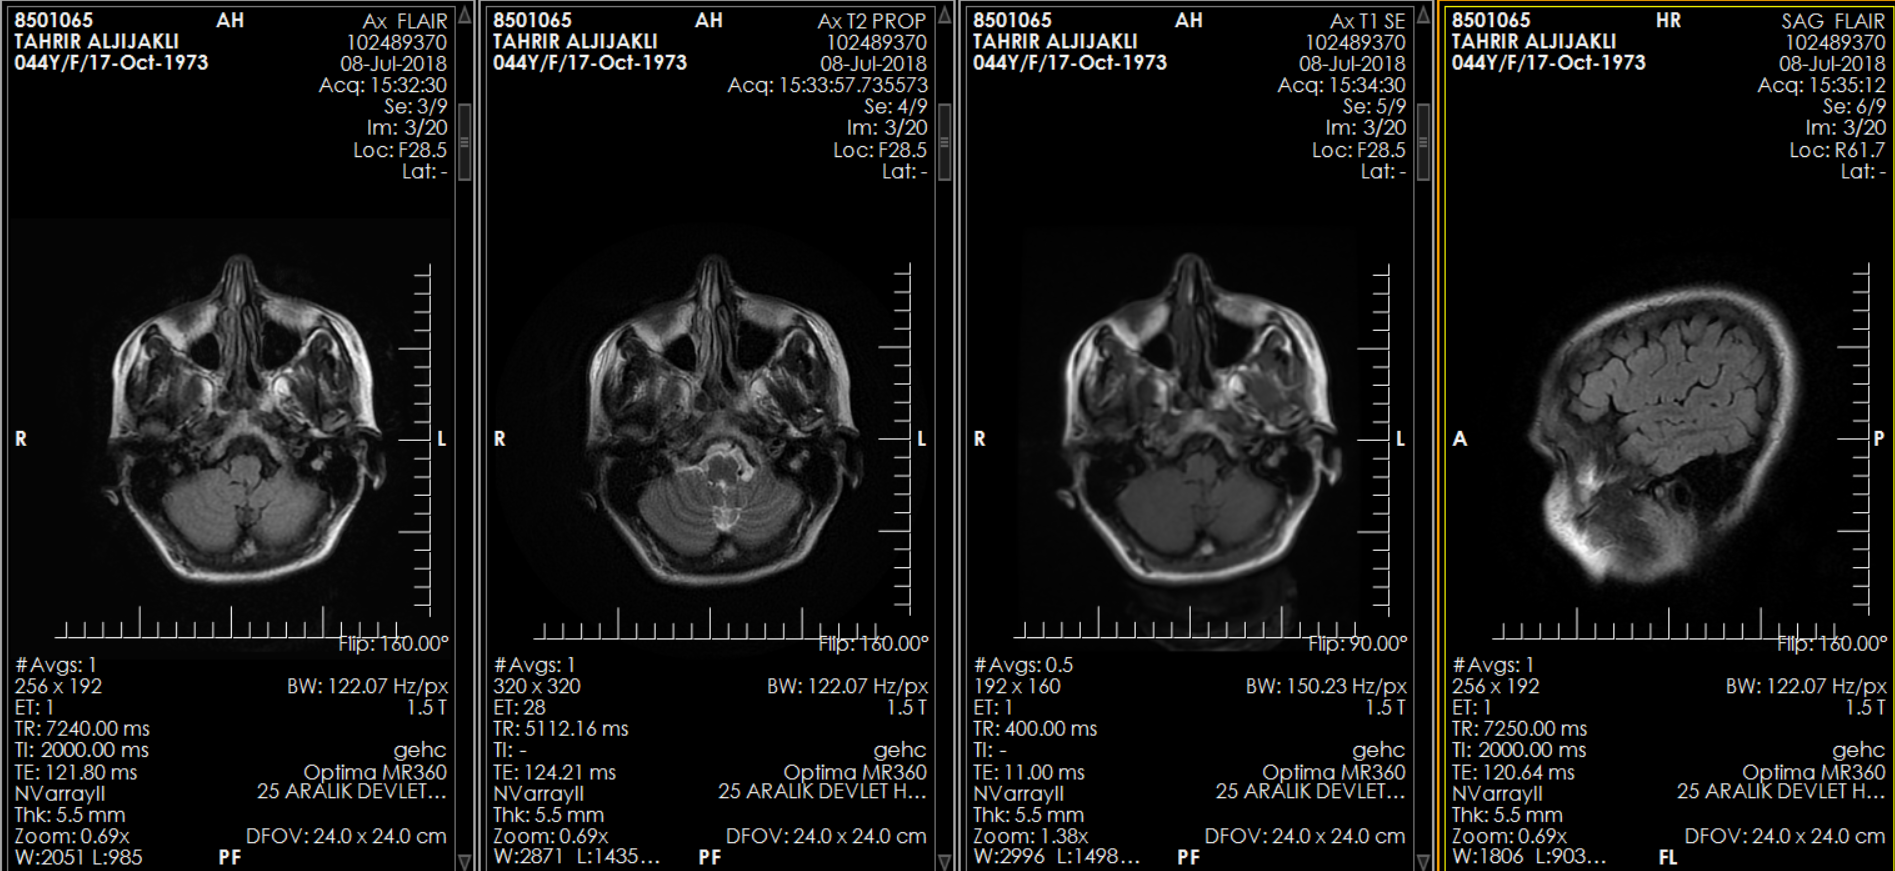 8501065 AH Ax FLAIR
TAHRIR ALJIJAKLI 102489370
044Y/F/17-Oct-1973 08-Jul-2018
Acq: 15:32:30
Se: 3/9
Im: 3/20
Loc: F28.5
Lat: -
R L
Flip: 160.00°
#Avgs: 1
256 x 192 BW: 122.07 Hz/px
ET: 1 1.5 T
TR: 7240.00 ms
TI: 2000.00 ms gehc
TE: 121.80 ms Optima MR360
NVarrayII 25 ARALIK DEVLET...
Thk: 5.5 mm
Zoom: 0.69x DFOV: 24.0 x 24.0 cm
W:2051 L:985 PF
8501065 AH Ax T2 PROP
TAHRIR ALJIJAKLI 102489370
044Y/F/17-Oct-1973 08-Jul-2018
Acq: 15:33:57.735573
Se: 4/9
Im: 3/20
Loc: F28.5
Lat: -
R L
Flip: 160.00°
#Avgs: 1
320 x 320 BW: 122.07 Hz/px
ET: 28 1.5 T
TR: 5112.16 ms
TI: - gehc
TE: 124.21 ms Optima MR360
NVarrayII 25 ARALIK DEVLET H...
Thk: 5.5 mm
Zoom: 0.69x DFOV: 24.0 x 24.0 cm
W:2871 L:1435... PF
8501065 AH Ax T1 SE
TAHRIR ALJIJAKLI 102489370
044Y/F/17-Oct-1973 08-Jul-2018
Acq: 15:34:30
Se: 5/9
Im: 3/20
Loc: F28.5
Lat: -
R L
Flip: 90.00°
#Avgs: 0.5
192 x 160 BW: 150.23 Hz/px
ET: 1 1.5 T
TR: 400.00 ms
TI: - gehc
TE: 11.00 ms Optima MR360
NVarrayII 25 ARALIK DEVLET...
Thk: 5.5 mm
Zoom: 1.38x DFOV: 24.0 x 24.0 cm
W:2996 L:1498... PF
8501065 HR SAG FLAIR
TAHRIR ALJIJAKLI 102489370
044Y/F/17-Oct-1973 08-Jul-2018
Acq: 15:35:12
Se: 6/9
Im: 3/20
Loc: R61.7
Lat: -
A P
Flip: 160.00°
#Avgs: 1
256 x 192 BW: 122.07 Hz/px
ET: 1 1.5 T
TR: 7250.00 ms
TI: 2000.00 ms gehc
TE: 120.64 ms Optima MR360
NVarrayII 25 ARALIK DEVLET H...
Thk: 5.5 mm
Zoom: 0.69x DFOV: 24.0 x 24.0 cm
W:1806 L:903... FL